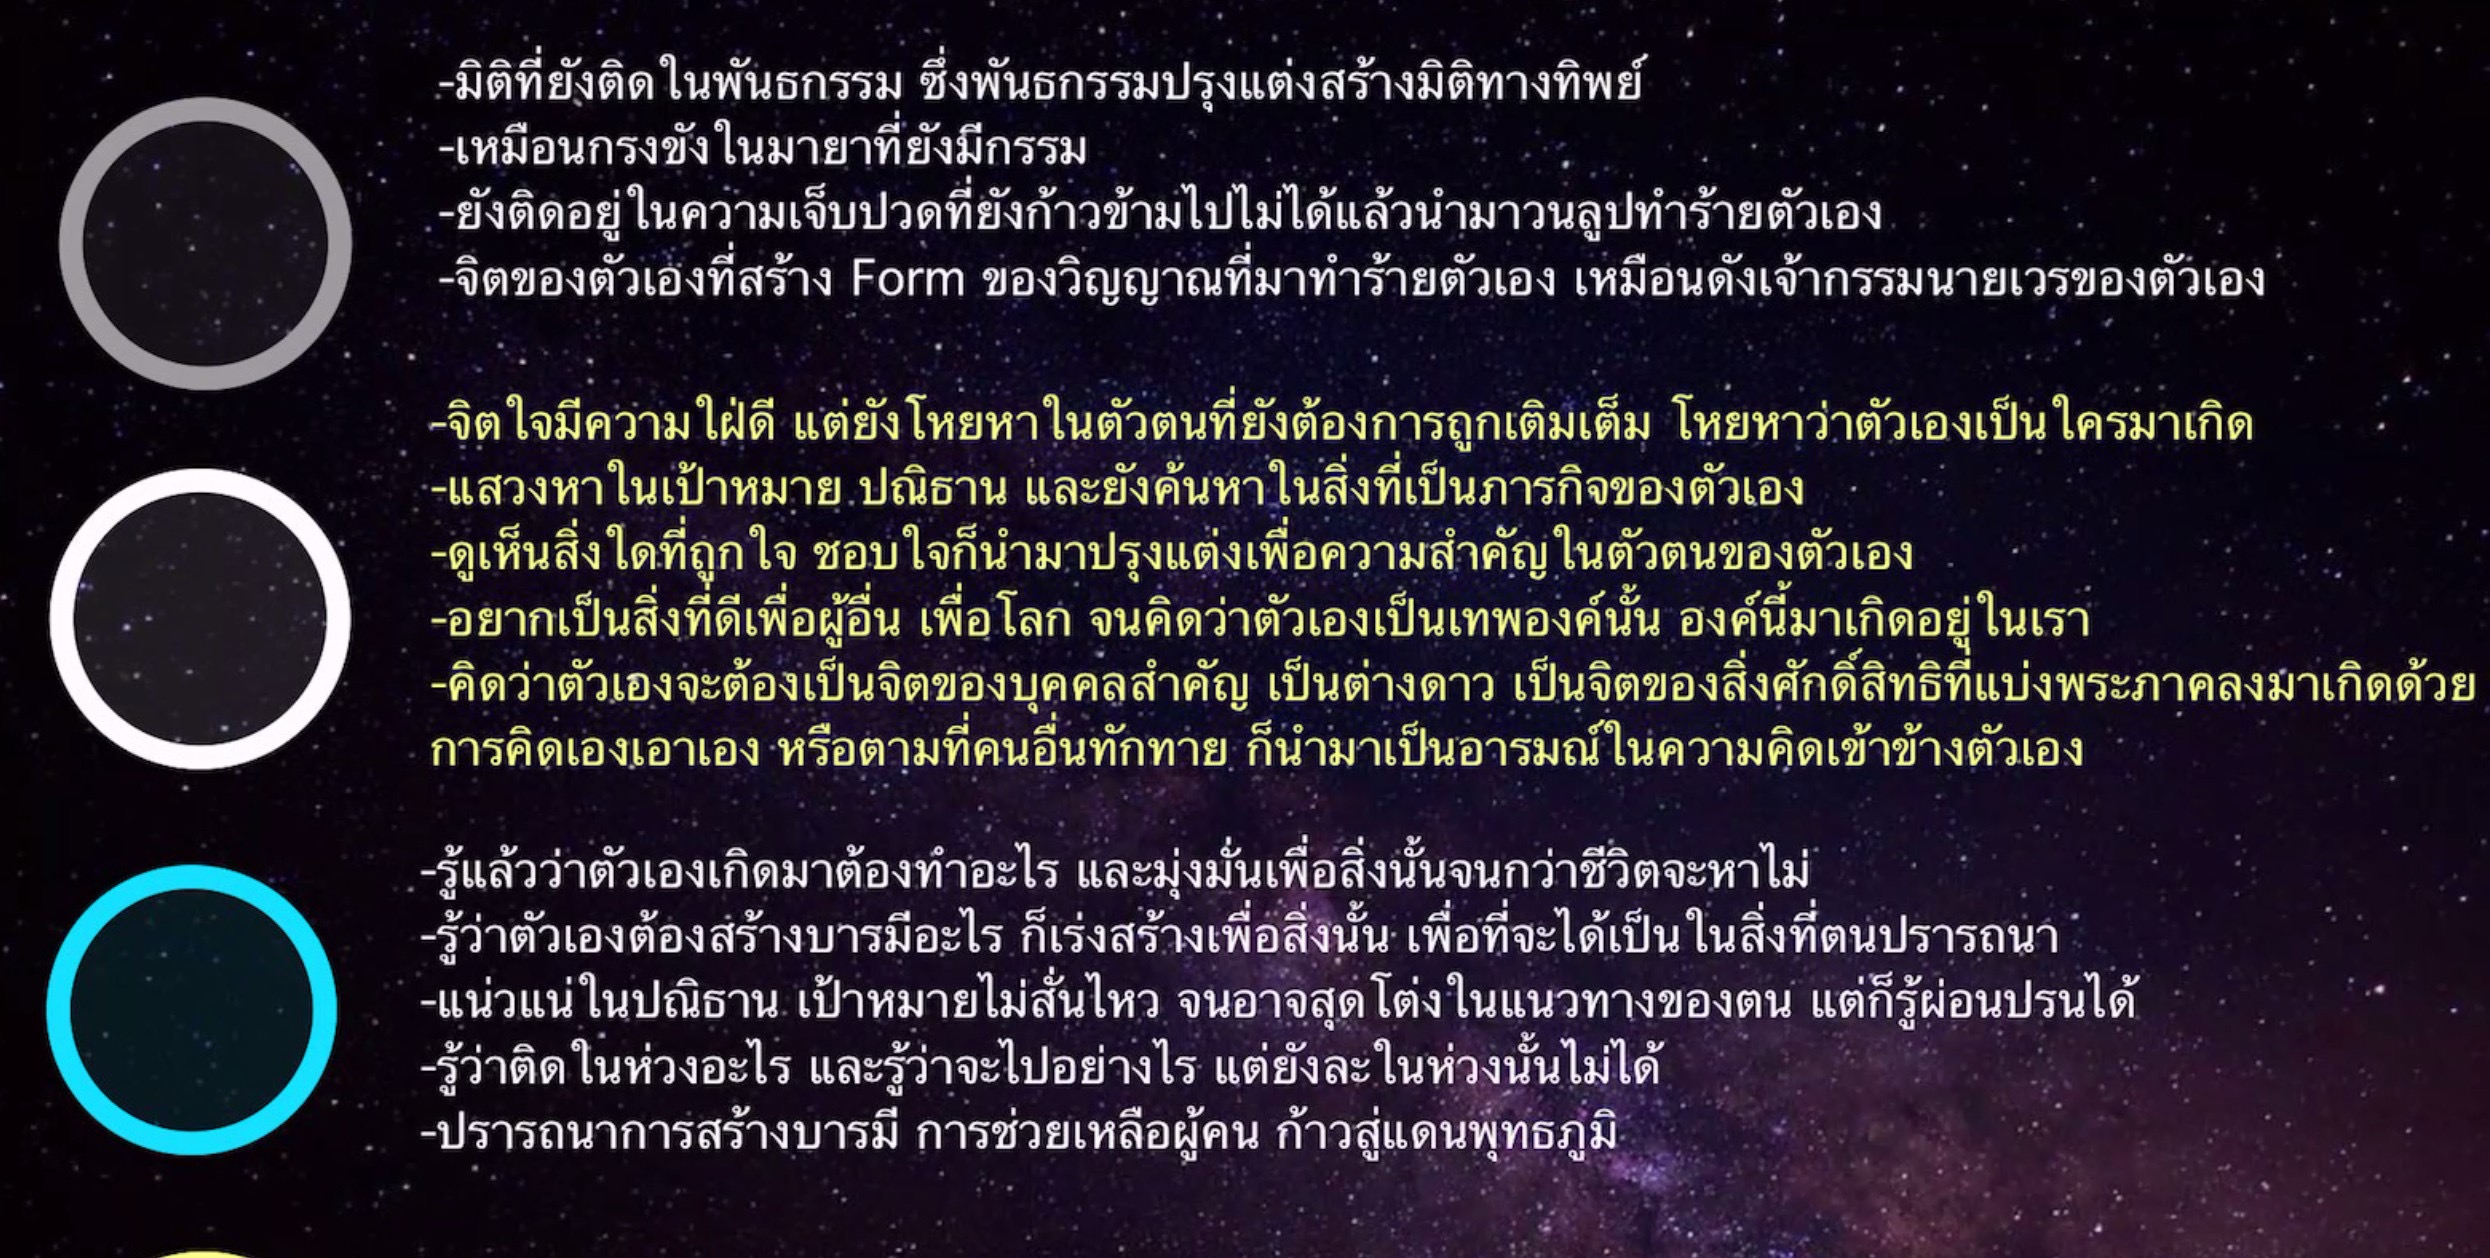 -มิติที่ยังติดในพันธกรรม ซึ่งพันธกรรมปรุงแต่งสร้างมิติทางทิพย์
-เหมือนกรงขังในมายาที่ยังมีกรรม
-ยังติดอยู่ในความเจ็บปวดที่ยังก้าวข้ามไปไม่ได้แล้วนำมาวนลูปทำร้ายตัวเอง
-จิตของตัวเองที่สร้าง Form ของวิญญาณที่มาทำร้ายตัวเอง เหมือนดังเจ้ากรรมนายเวรของตัวเอง
-จิตใจมีความใฝ่ดี แต่ยังโหยหาในตัวตนที่ยังต้องการถูกเติมเต็ม โหยหาว่าตัวเองเป็นใครมาเกิด
-แสวงหาในเป้าหมาย ปณิธาน และยังค้นหาในสิ่งที่เป็นภารกิจของตัวเอง
-ดูเห็นสิ่งใดที่ถูกใจ ชอบใจก็นำมาปรุงแต่งเพื่อความสำคัญในตัวตนของตัวเอง
-อยากเป็นสิ่งที่ดีเพื่อผู้อื่น เพื่อโลก จนคิดว่าตัวเองเป็นเทพองค์นั้น องค์นี้มาเกิดอยู่ในเรา
-คิดว่าตัวเองจะต้องเป็นจิตของบุคคลสำคัญ เป็นต่างดาว เป็นจิตของสิ่งศักดิ์สิทธิที่แบ่งพระภาคลงมาเกิดด้วย
การคิดเองเอาเอง หรือตามที่คนอื่นทักทาย ก็นำมาเป็นอารมณ์ในความคิดเข้าข้างตัวเอง
-รู้แล้วว่าตัวเองเกิดมาต้องทำอะไร และมุ่งมั่นเพื่อสิ่งนั้นจนกว่าชีวิตจะหาไม่
-รู้ว่าตัวเองต้องสร้างบารมีอะไร ก็เร่งสร้างเพื่อสิ่งนั้น เพื่อที่จะได้เป็นในสิ่งที่ตนปรารถนา
-แน่วแน่ในปณิธาน เป้าหมายไม่สั่นไหว จนอาจสุดโต่งในแนวทางของตน แต่ก็รู้ผ่อนปรนได้
-รู้ว่าติดในห่วงอะไร และรู้ว่าจะไปอย่างไร แต่ยังละในห่วงนั้นไม่ได้
-ปรารถนาการสร้างบารมี การช่วยเหลือผู้คน ก้าวสู่แดนพุทธภูมิ